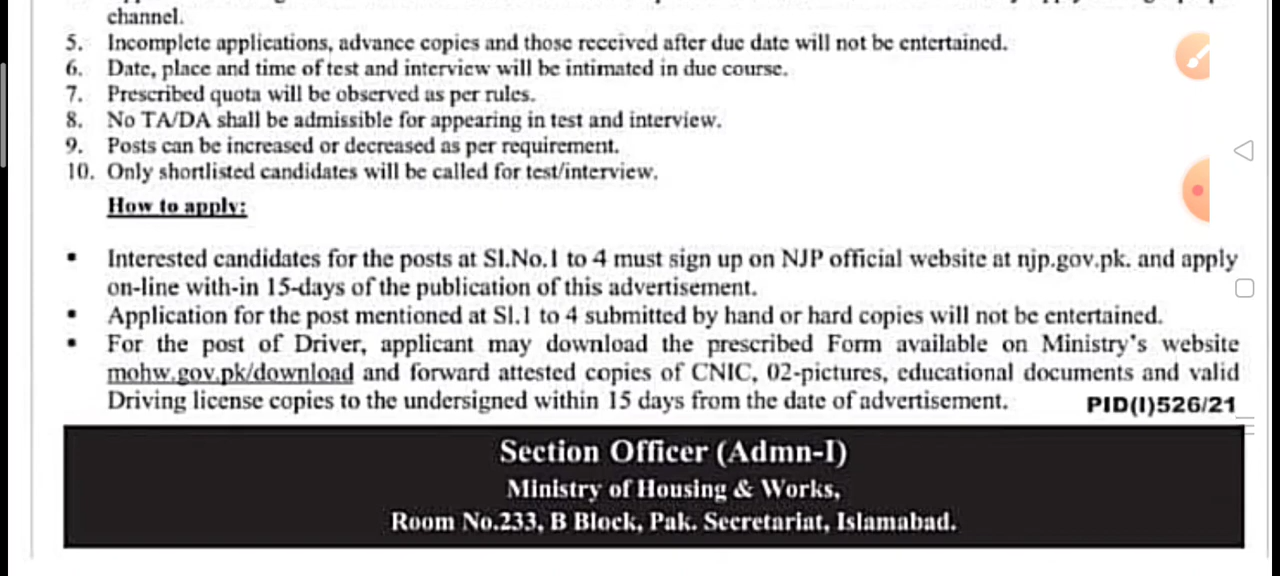 channel.
5. Incomplete applications, advance copies and those received after due date will not be entertained.
6. Date, place and time of test and interview will be intimated in due course.
7. Prescribed quota will be observed as per rules.
8. No TA/DA shall be admissible for appearing in test and interview.
9. Posts can be increased or decreased as per requirement.
10. Only shortlisted candidates will be called for test/interview.
How to apply:
▪ Interested candidates for the posts at Sl.No.1 to 4 must sign up on NJP official website at njp.gov.pk. and apply
on-line with-in 15-days of the publication of this advertisement.
▪ Application for the post mentioned at Sl.1 to 4 submitted by hand or hard copies will not be entertained.
▪ For the post of Driver, applicant may download the prescribed Form available on Ministry's website
mohw.gov.pk/download and forward attested copies of CNIC, 02-pictures, educational documents and valid
Driving license copies to the undersigned within 15 days from the date of advertisement. PID(I)526/21
Section Officer (Admn-I)
Ministry of Housing & Works,
Room No.233, B Block, Pak. Secretariat, Islamabad.